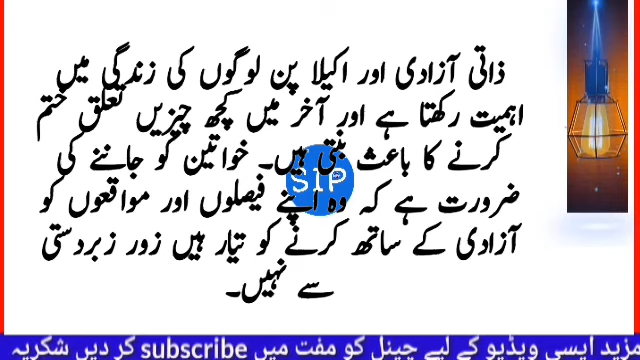 ذاتی آزادی اور اکیلا پن لوگوں کی زندگی میں
اہمیت رکھتا ہے اور آخر میں کچھ چیزیں تعلق ختم
کرنے کا باعث بنتی ہیں۔ خواتین کو جاننے کی
ضرورت ہے کہ وہ اپنے فیصلوں اور مواقعوں کو
آزادی کے ساتھ کرنے کو تیار ہیں زور زبردستی
سے نہیں۔
SIP
مزید ایسی ویڈیو کے لیے چینل کو مفت میں subscribe کر دیں شکریہ